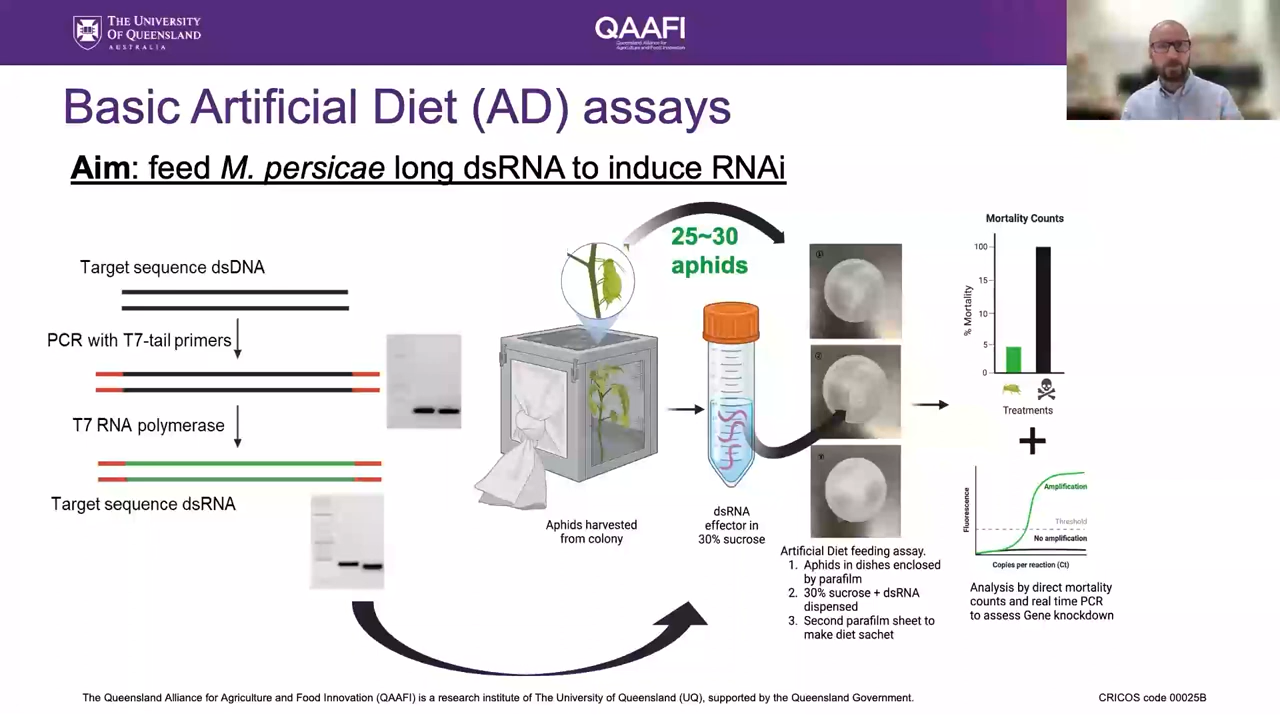 THE UNIVERSITY
OF QUEENSLAND
AUSTRALIA
QAAFI
Queensland Alliance for
Agriculture and Food Innovation
Basic Artificial Diet (AD) assays
Aim: feed M. persicae long dsRNA to induce RNAi
Target sequence dsDNA
PCR with T7-tail primers
T7 RNA polymerase
Target sequence dsRNA
25~30
aphids
Aphids harvested
from colony
dsRNA
effector in
30% sucrose
Artificial Diet feeding assay.
1. Aphids in dishes enclosed
by parafilm
2. 30% sucrose + dsRNA
dispensed
3. Second parafilm sheet to
make diet sachet
Mortality Counts
% Mortality
100
15
10
5
0
Treatments
+
Fluorescence
Amplification
Threshold
No amplification
Copies per reaction (Ct)
Analysis by direct mortality
counts and real time PCR
to assess Gene knockdown
The Queensland Alliance for Agriculture and Food Innovation (QAAFI) is a research institute of The University of Queensland (UQ), supported by the Queensland Government.
CRICOS code 00025B